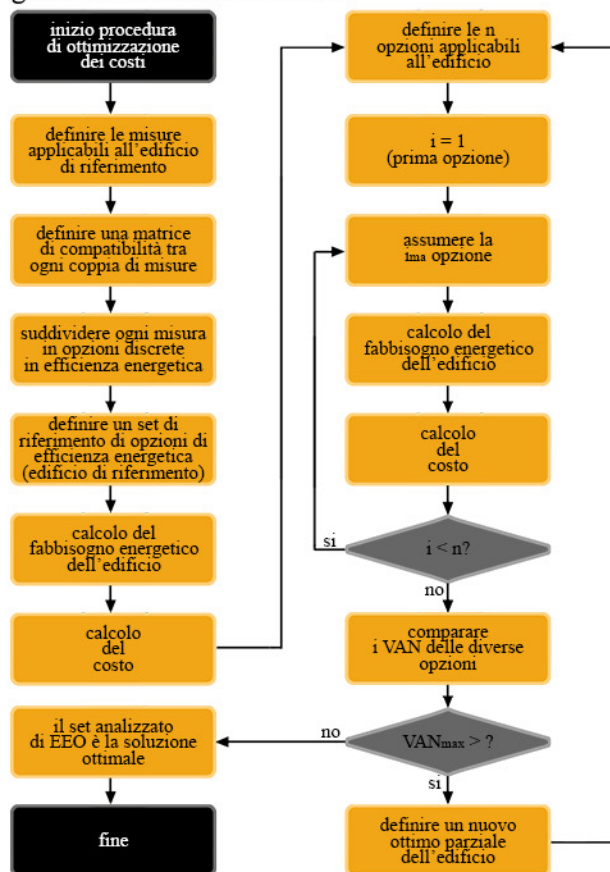 inizio procedura
di ottimizzazione
dei costi
definire le misure
applicabili all'edificio
di riferimento
definire una matrice
di compatibilità tra
ogni coppia di misure
suddividere ogni misura
in opzioni discrete
in efficienza energetica
definire un set di
riferimento di opzioni di
efficienza energetica
(edificio di riferimento)
calcolo del
fabbisogno energetico
dell'edificio
calcolo
del
costo
definire le n
opzioni applicabili
all'edificio
i = 1
(prima opzione)
assumere la
ima opzione
calcolo del
fabbisogno energetico
dell'edificio
calcolo
del
costo
si
i < n?
no
comparare
i VAN delle diverse
opzioni
no
VANmax > ?
si
il set analizzato
di EEO è la soluzione
ottimale
fine
definire un nuovo
ottimo parziale
dell'edificio